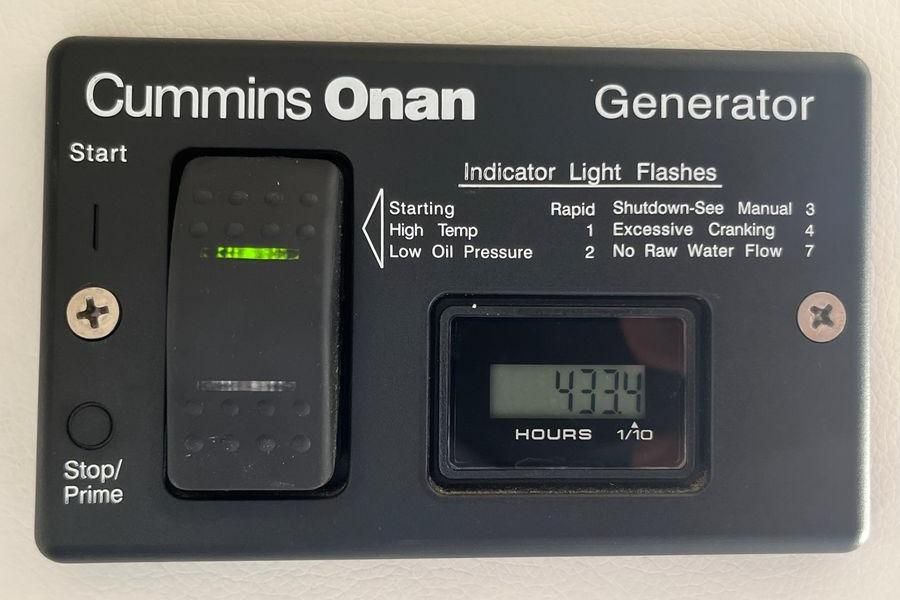 Cummins Onan
Generator
Start
Indicator Light Flashes
Starting Rapid Shutdown-See Manual 3
High Temp 1 Excessive Cranking 4
Low Oil Pressure 2 No Raw Water Flow 7
433.4
HOURS 1/10
Stop/
Prime